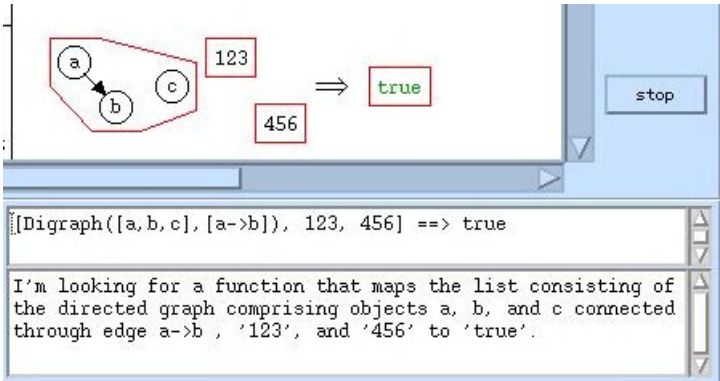 a
123
c
⇒
true
b
stop
456
[Digraph([a,b,c],[a->b]), 123, 456] ==> true
I'm looking for a function that maps the list consisting of
the directed graph comprising objects a, b, and c connected
through edge a->b , '123', and '456' to 'true'.